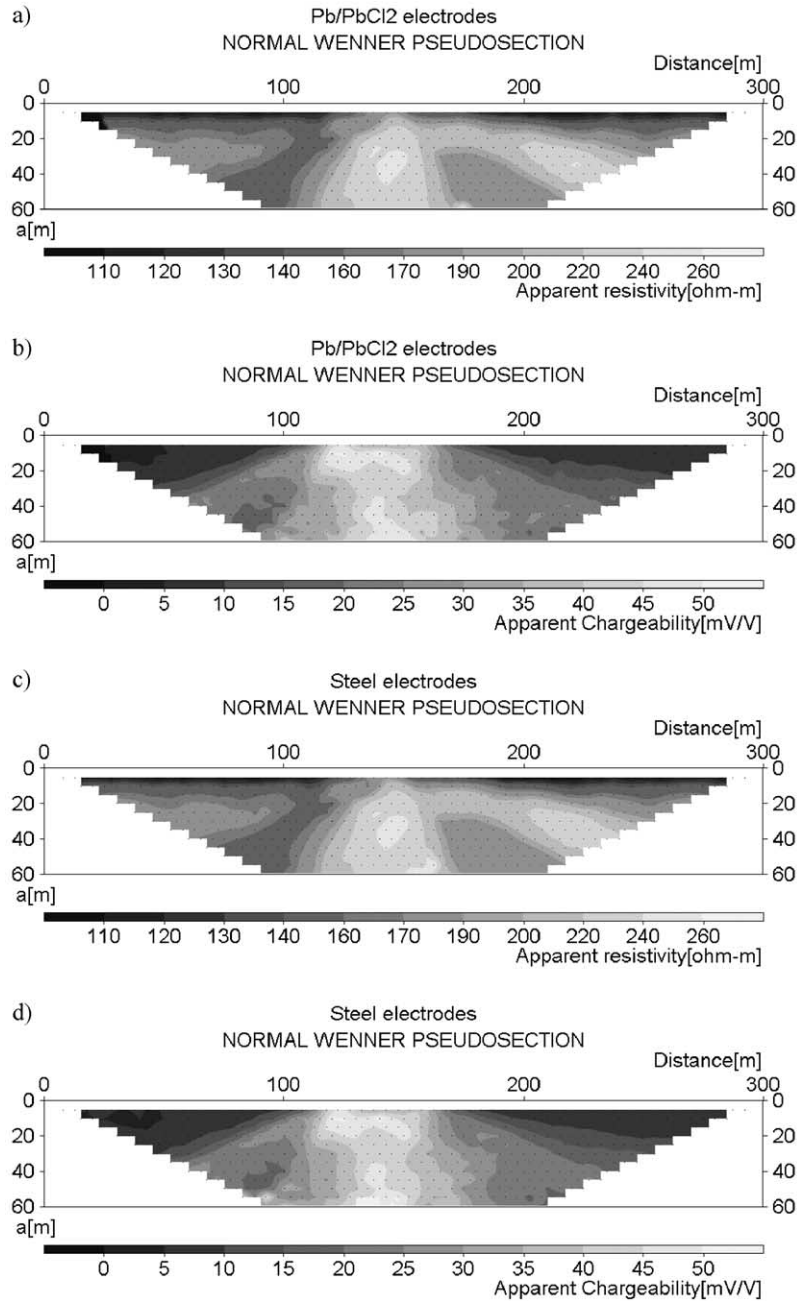 a)
Pb/PbCl2 electrodes
NORMAL WENNER PSEUDOSECTION
Distance[m]
0 100 200 300
0 0
20 20
40 40
60 60
a[m]
110 120 130 140 160 170 190 200 220 240 260
Apparent resistivity[ohm-m]
b)
Pb/PbCl2 electrodes
NORMAL WENNER PSEUDOSECTION
Distance[m]
0 100 200 300
0 0
20 20
40 40
60 60
a[m]
0 5 10 15 20 25 30 35 40 45 50
Apparent Chargeability[mV/V]
c)
Steel electrodes
NORMAL WENNER PSEUDOSECTION
Distance[m]
0 100 200 300
0 0
20 20
40 40
60 60
a[m]
110 120 130 140 160 170 190 200 220 240 260
Apparent resistivity[ohm-m]
d)
Steel electrodes
NORMAL WENNER PSEUDOSECTION
Distance[m]
0 100 200 300
0 0
20 20
40 40
60 60
a[m]
0 5 10 15 20 25 30 35 40 45 50
Apparent Chargeability[mV/V]